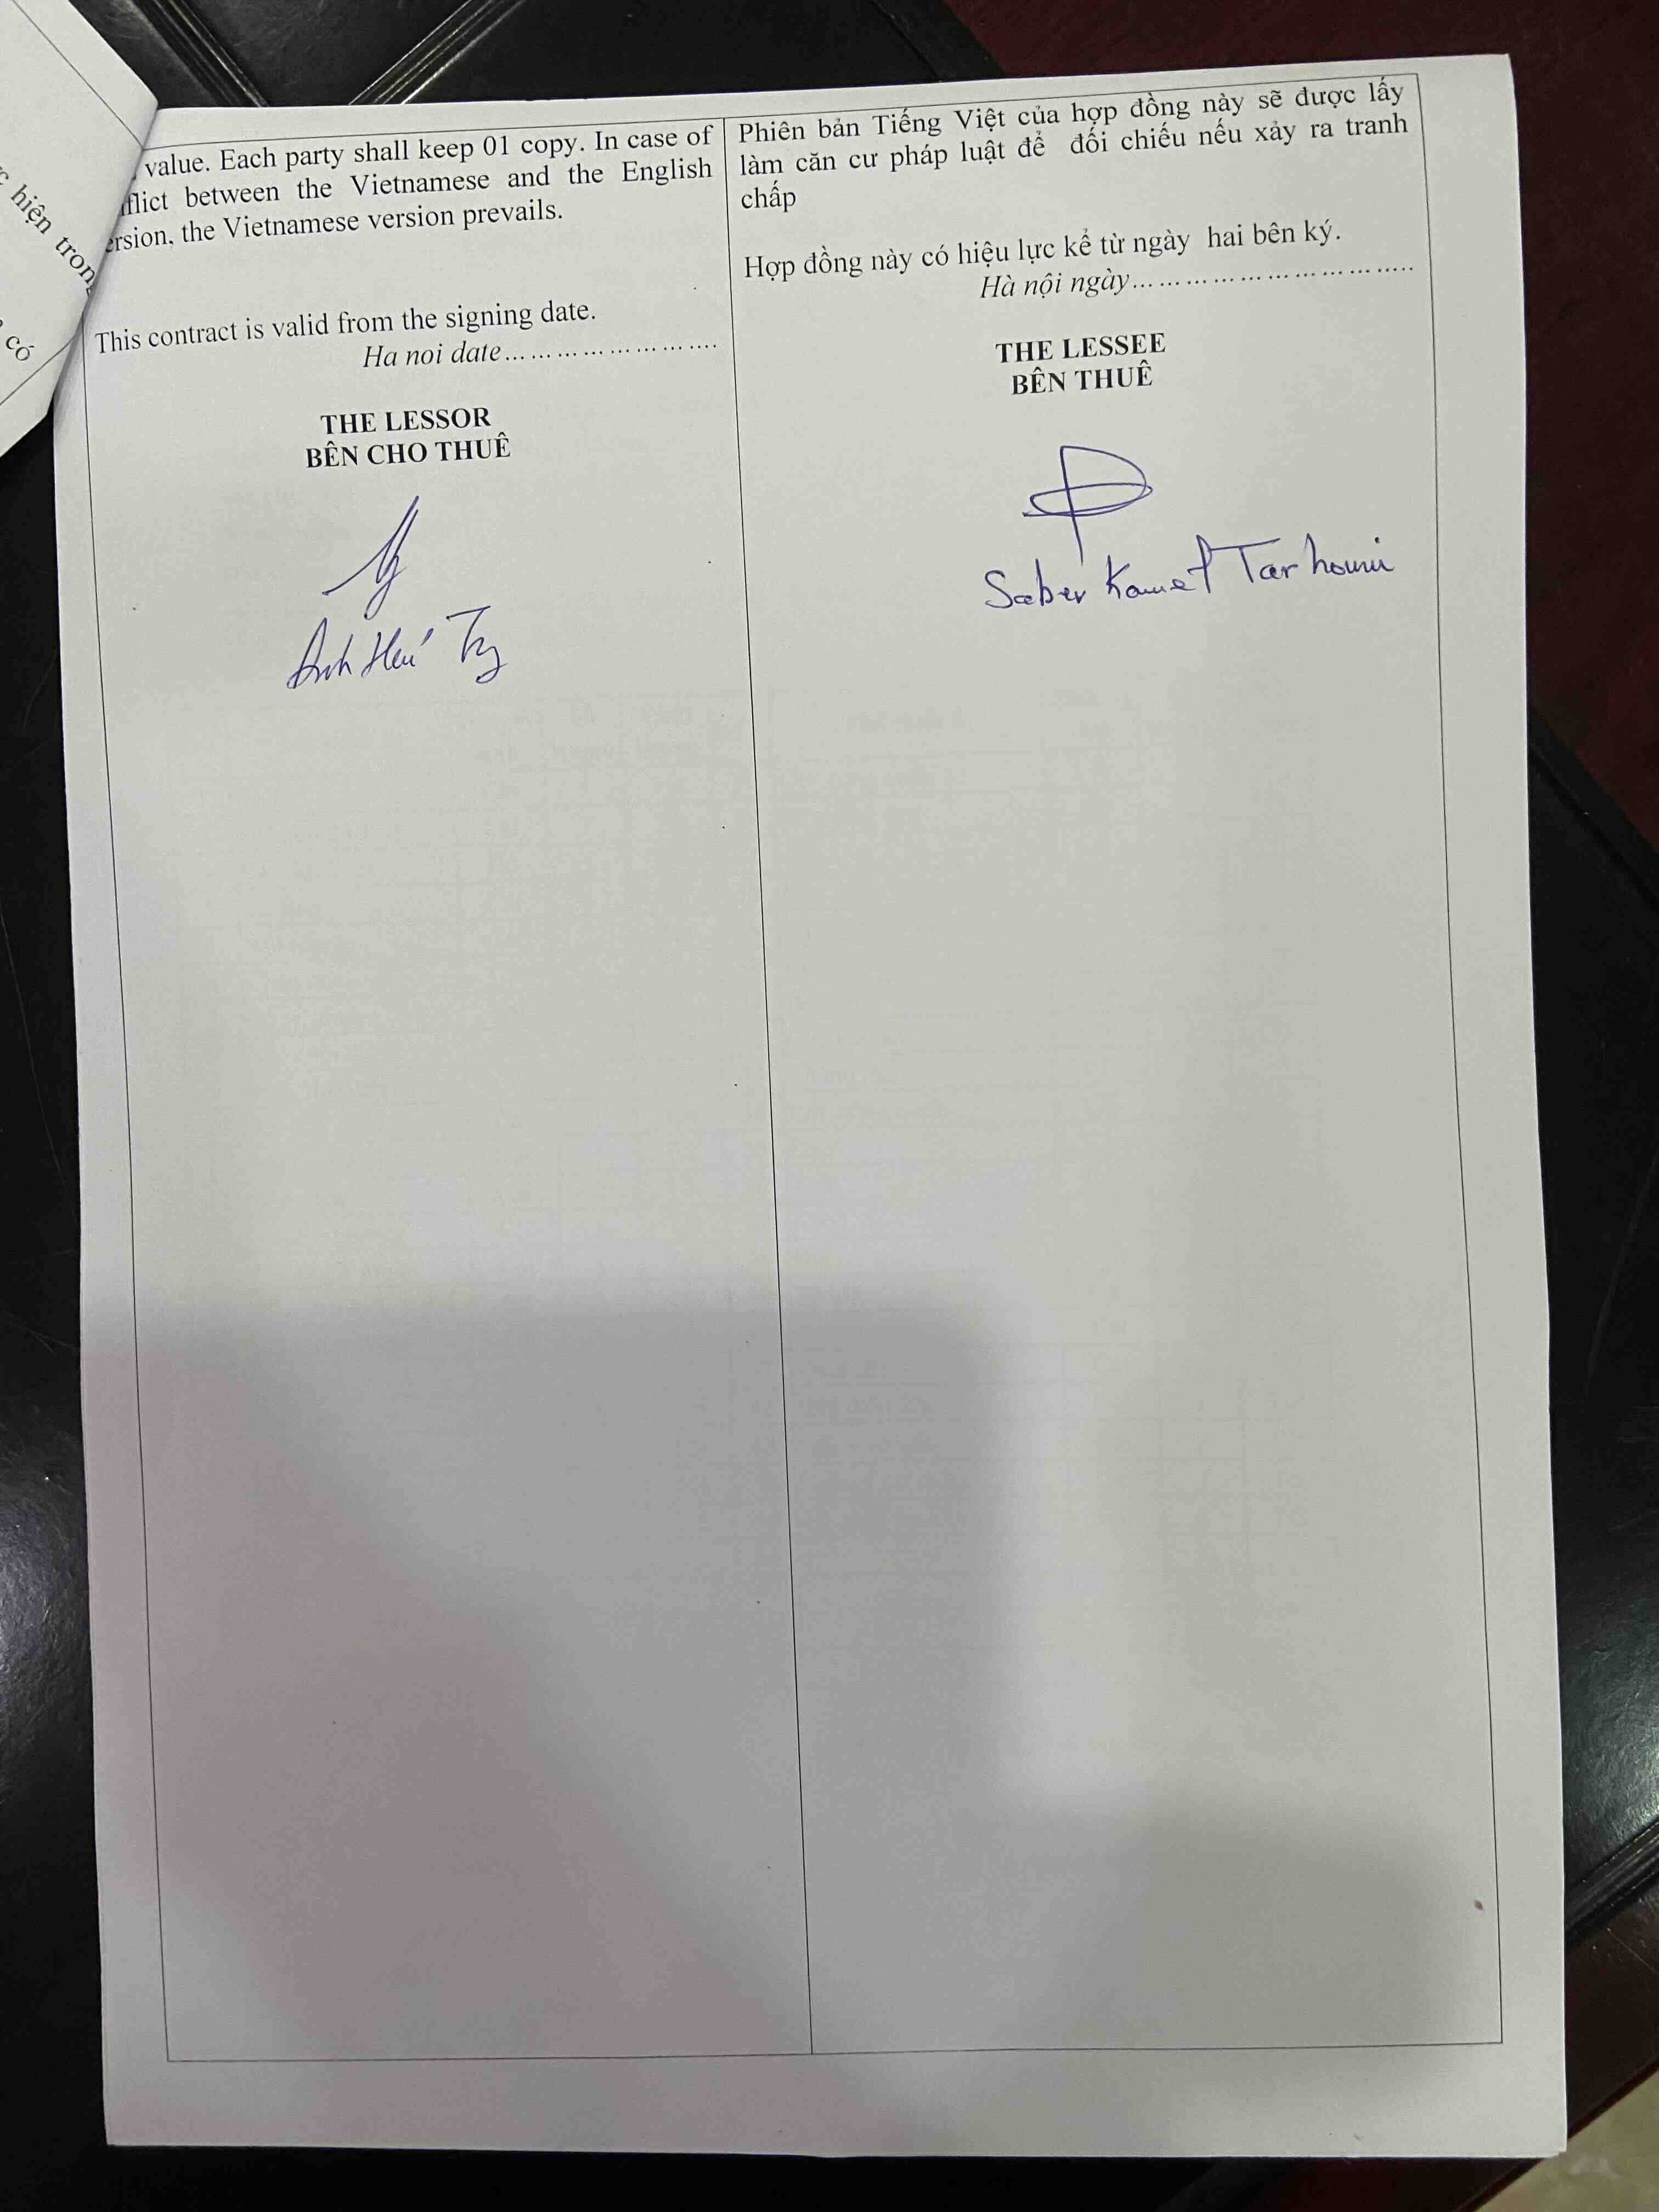 c hiện trong
có
value. Each party shall keep 01 copy. In case of
flict between the Vietnamese and the English
ersion, the Vietnamese version prevails.
This contract is valid from the signing date.
Ha noi date……………………..
THE LESSOR
BÊN CHO THUÊ
Phiên bản Tiếng Việt của hợp đồng này sẽ được lấy
làm căn cư pháp luật để đối chiếu nếu xảy ra tranh
chấp
Hợp đồng này có hiệu lực kể từ ngày hai bên ký.
Hà nội ngày…………………………..
THE LESSEE
BÊN THUÊ
Saber Kamel Tarhouni